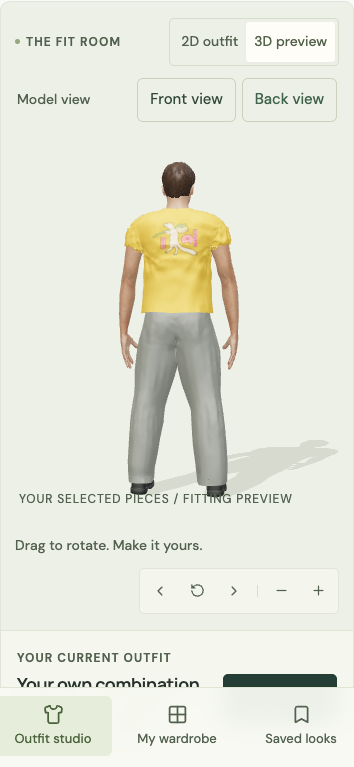 THE FIT ROOM
2D outfit 3D preview
Model view
Front view Back view
YOUR SELECTED PIECES / FITTING PREVIEW
Drag to rotate. Make it yours.
YOUR CURRENT OUTFIT
Your own combination
Outfit studio My wardrobe Saved looks